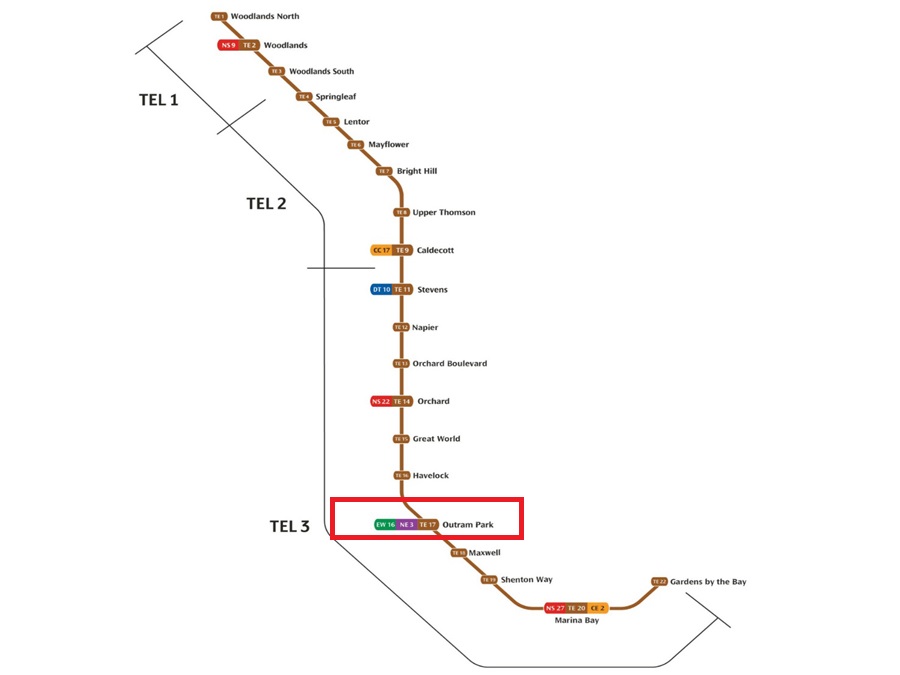 TE 1 Woodlands North
NS 9 TE 2 Woodlands
TE 3 Woodlands South
TEL 1
TE 4 Springleaf
TE 5 Lentor
TE 6 Mayflower
TE 7 Bright Hill
TEL 2
TE 8 Upper Thomson
CC 17 TE 9 Caldecott
DT 10 TE 11 Stevens
TE 12 Napier
TE 13 Orchard Boulevard
NS 22 TE 14 Orchard
TE 15 Great World
TE 16 Havelock
TEL 3
EW 16 NE 3 TE 17 Outram Park
TE 18 Maxwell
TE 19 Shenton Way
TE 22 Gardens by the Bay
NS 27 TE 20 CE 2
Marina Bay